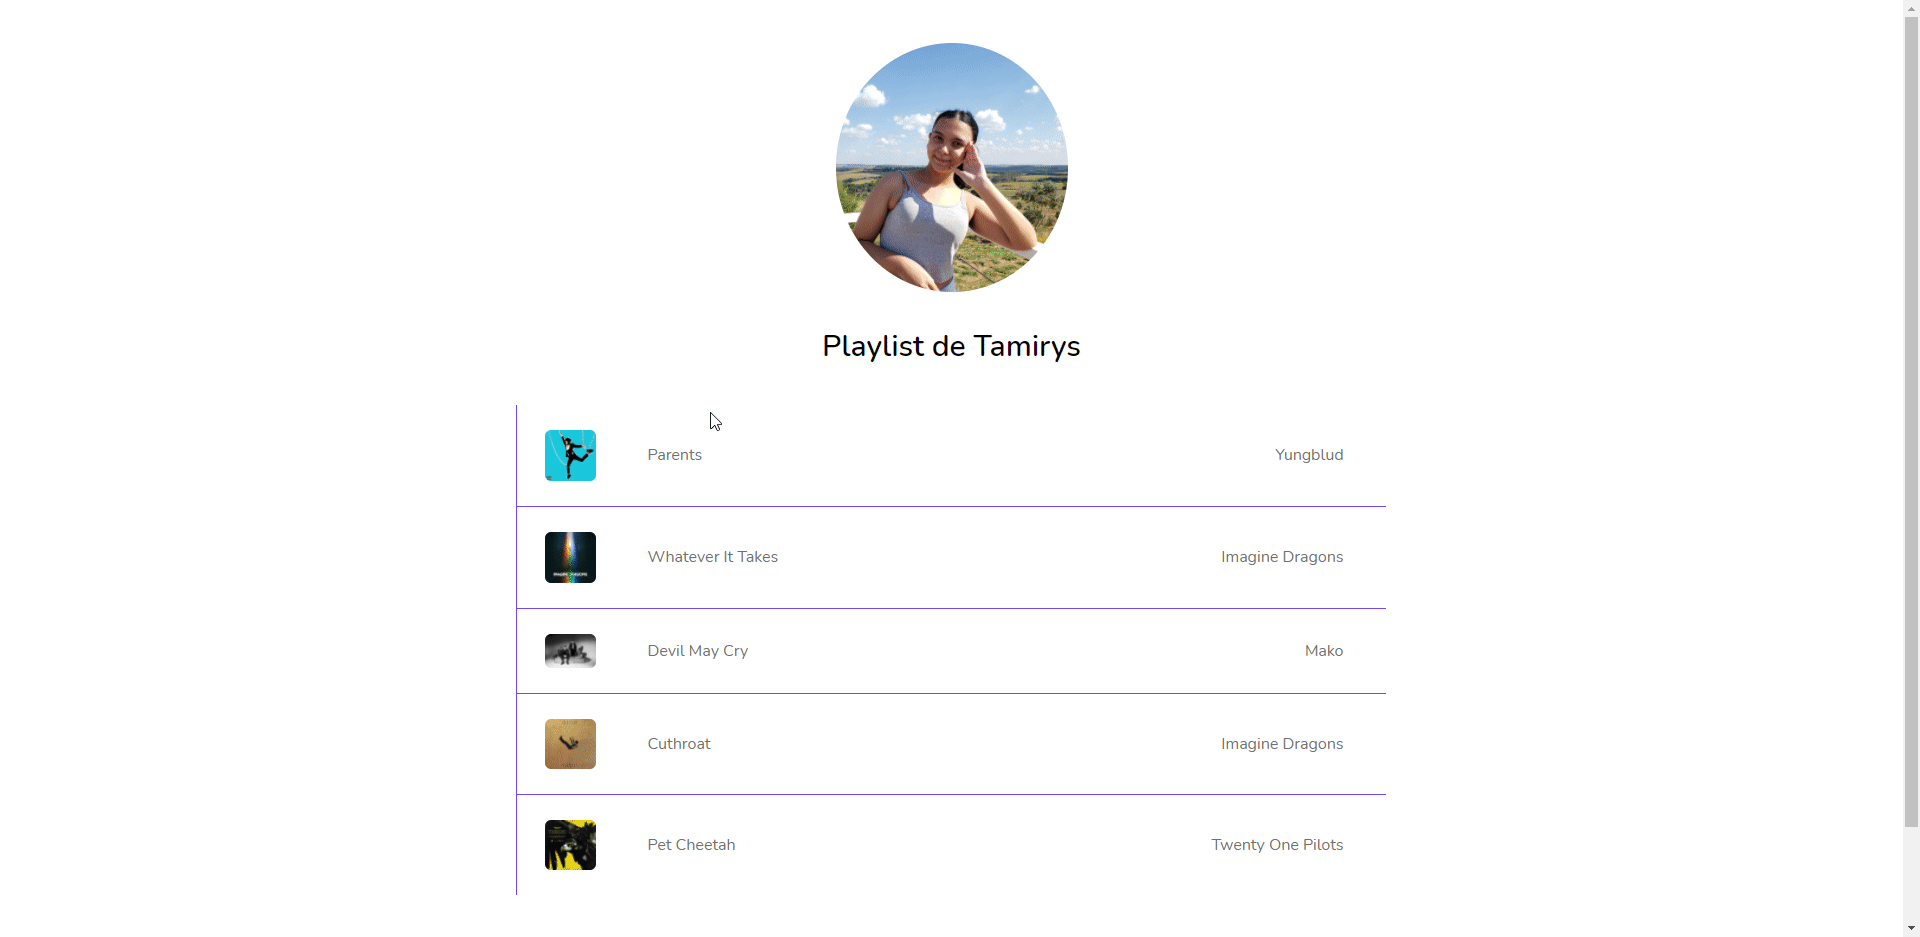 Playlist de Tamirys
Parents Yungblud
Whatever It Takes Imagine Dragons
Devil May Cry Mako
Cuthroat Imagine Dragons
Pet Cheetah Twenty One Pilots